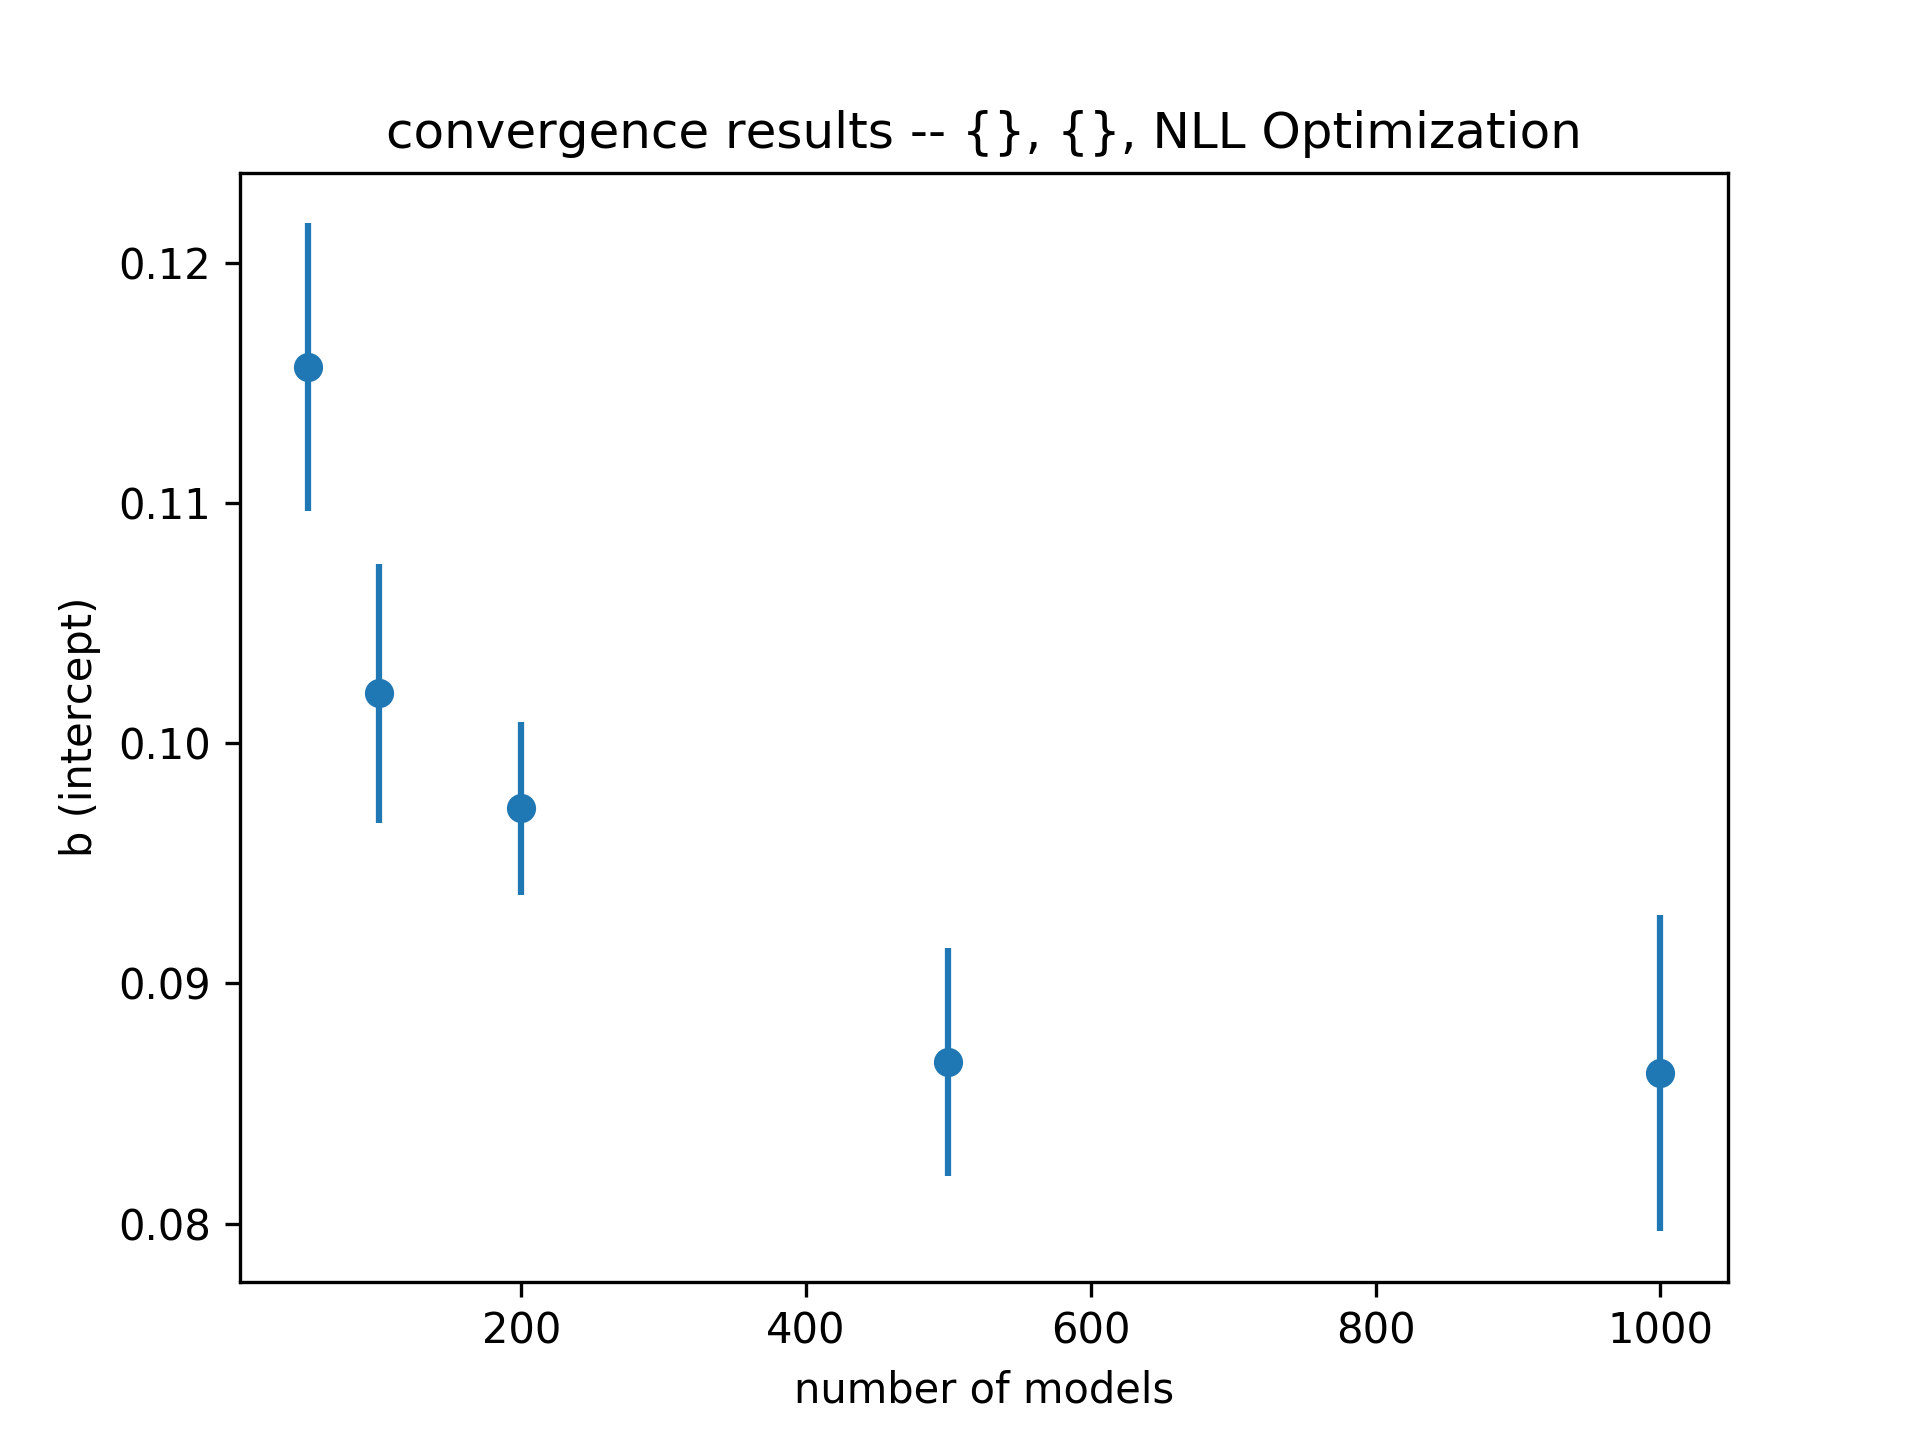 convergence results -- {}, {}, NLL Optimization
0.12
0.11
0.10
0.09
0.08
b (intercept)
200 400 600 800 1000
number of models